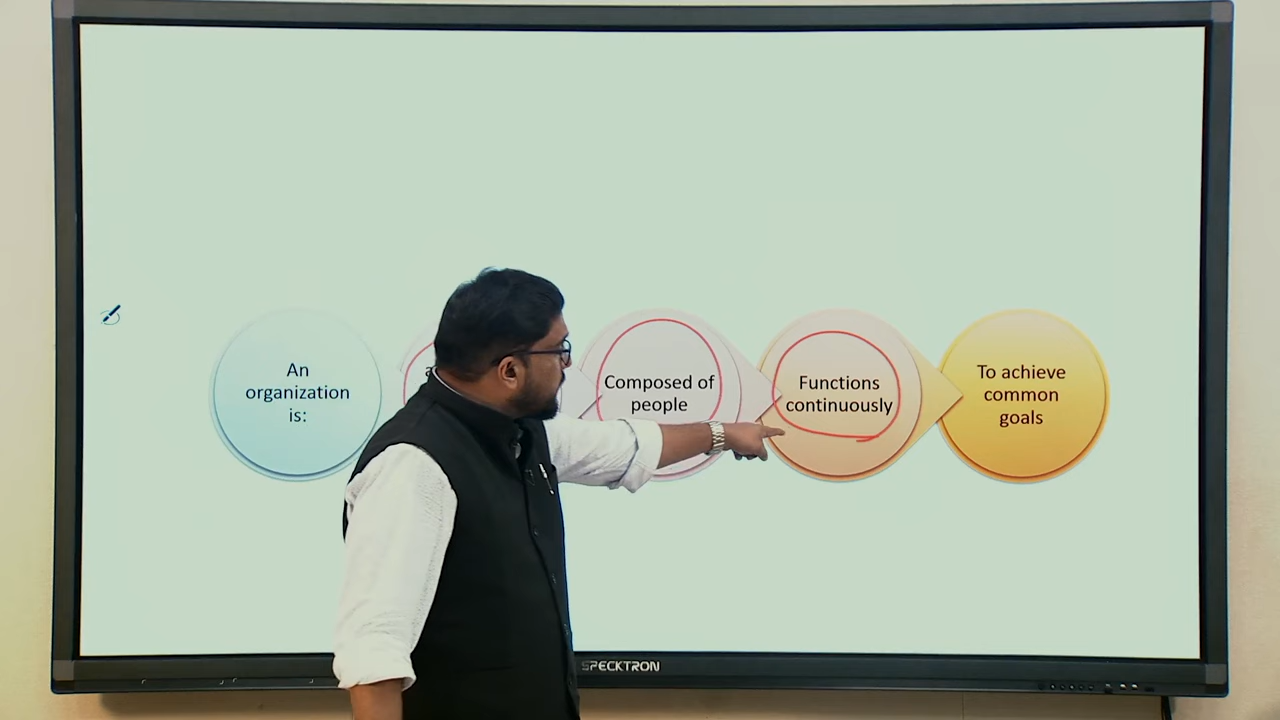 An
organization
is:
Composed of
people
Functions
continuously
To achieve
common
goals
SPECKTRON